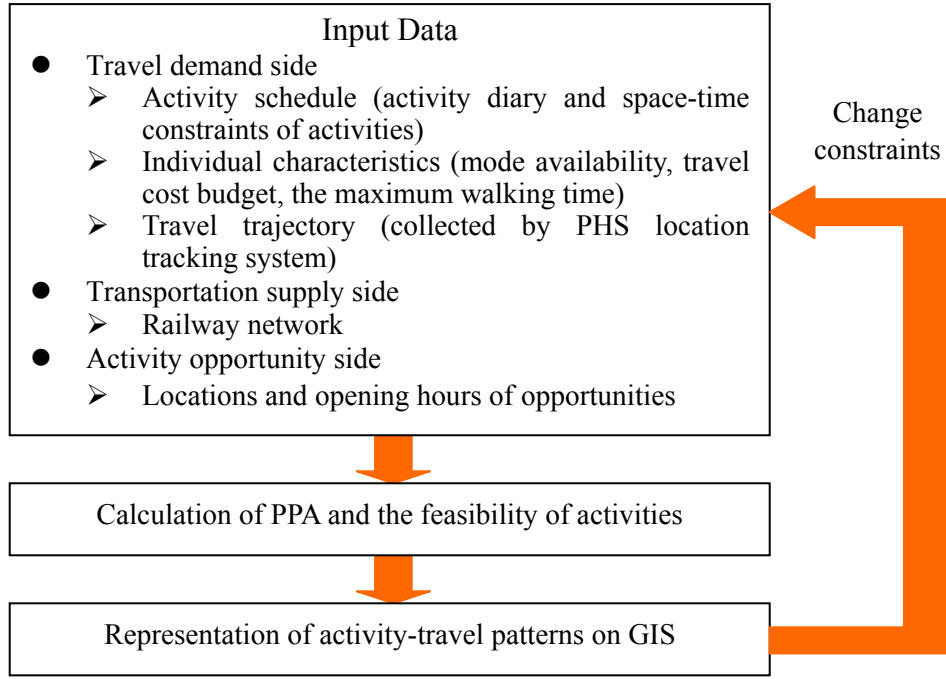 Input Data
● Travel demand side
➢ Activity schedule (activity diary and space-time
constraints of activities)
➢ Individual characteristics (mode availability, travel
cost budget, the maximum walking time)
➢ Travel trajectory (collected by PHS location
tracking system)
● Transportation supply side
➢ Railway network
● Activity opportunity side
➢ Locations and opening hours of opportunities
Change
constraints
Calculation of PPA and the feasibility of activities
Representation of activity-travel patterns on GIS